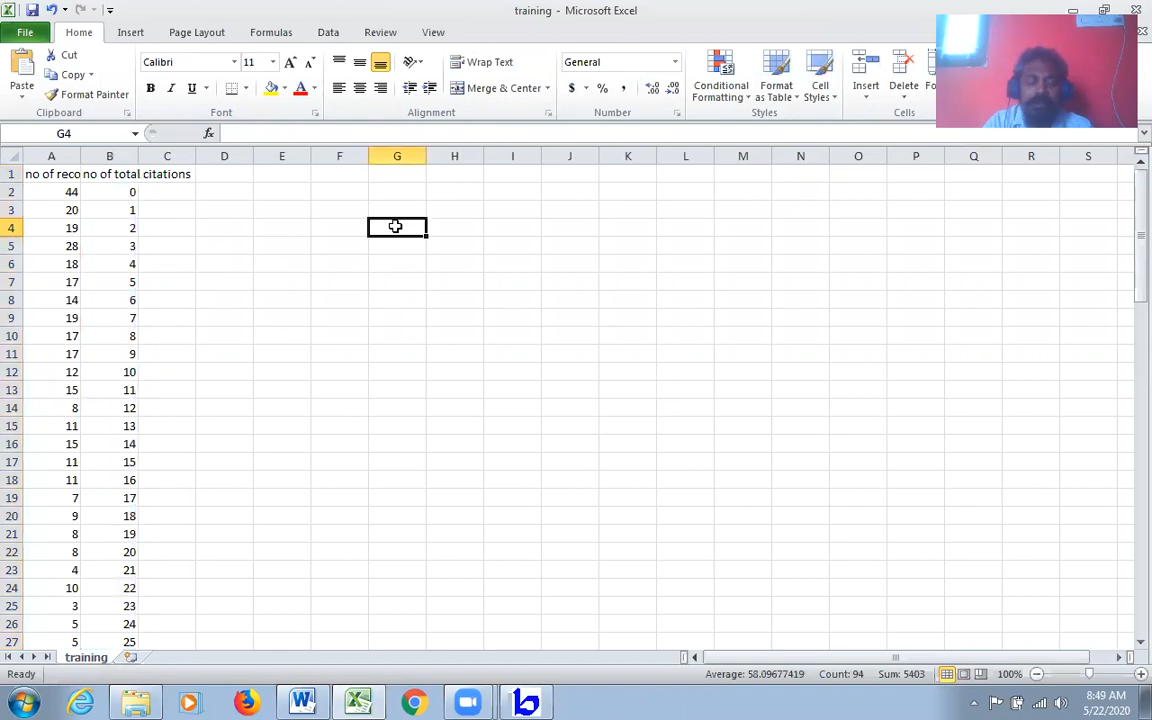 training - Microsoft Excel
File Home Insert Page Layout Formulas Data Review View
Paste
Cut
Copy
Format Painter
Clipboard
Calibri 11
B I U
Font
Wrap Text
Merge & Center
Alignment
General
$ % ,
Number
Conditional Formatting
Format as Table
Cell Styles
Styles
Insert Delete
Cells
G4 fx
A B C D E F G H I J K L M N O P Q R S
1 no of reco no of total citations
2 44 0
3 20 1
4 19 2
5 28 3
6 18 4
7 17 5
8 14 6
9 19 7
10 17 8
11 17 9
12 12 10
13 15 11
14 8 12
15 11 13
16 15 14
17 11 15
18 11 16
19 7 17
20 9 18
21 8 19
22 8 20
23 4 21
24 10 22
25 3 23
26 5 24
27 5 25
training
Ready Average: 58.09677419 Count: 94 Sum: 5403 100%
8:49 AM
5/22/2020